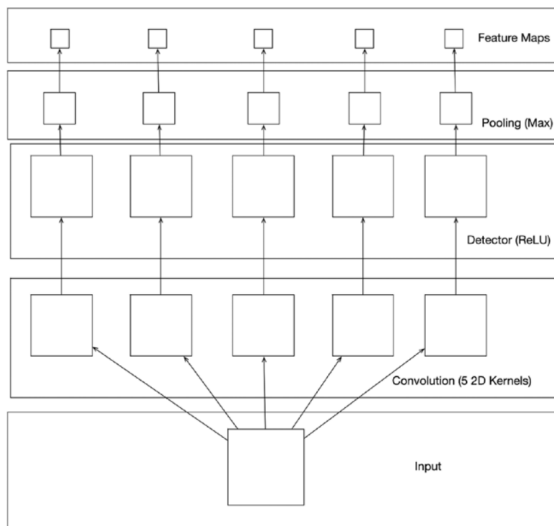 Feature Maps
Pooling (Max)
Detector (ReLU)
Convolution (5 2D Kernels)
Input